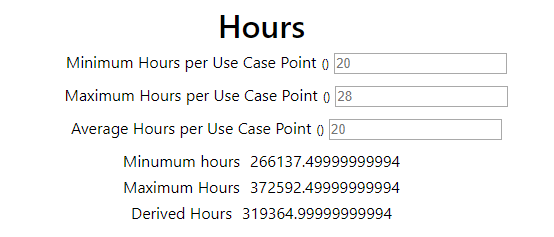 Hours
Minimum Hours per Use Case Point () 20
Maximum Hours per Use Case Point () 28
Average Hours per Use Case Point () 20
Minumum hours 266137.49999999994
Maximum Hours 372592.49999999994
Derived Hours 319364.99999999994